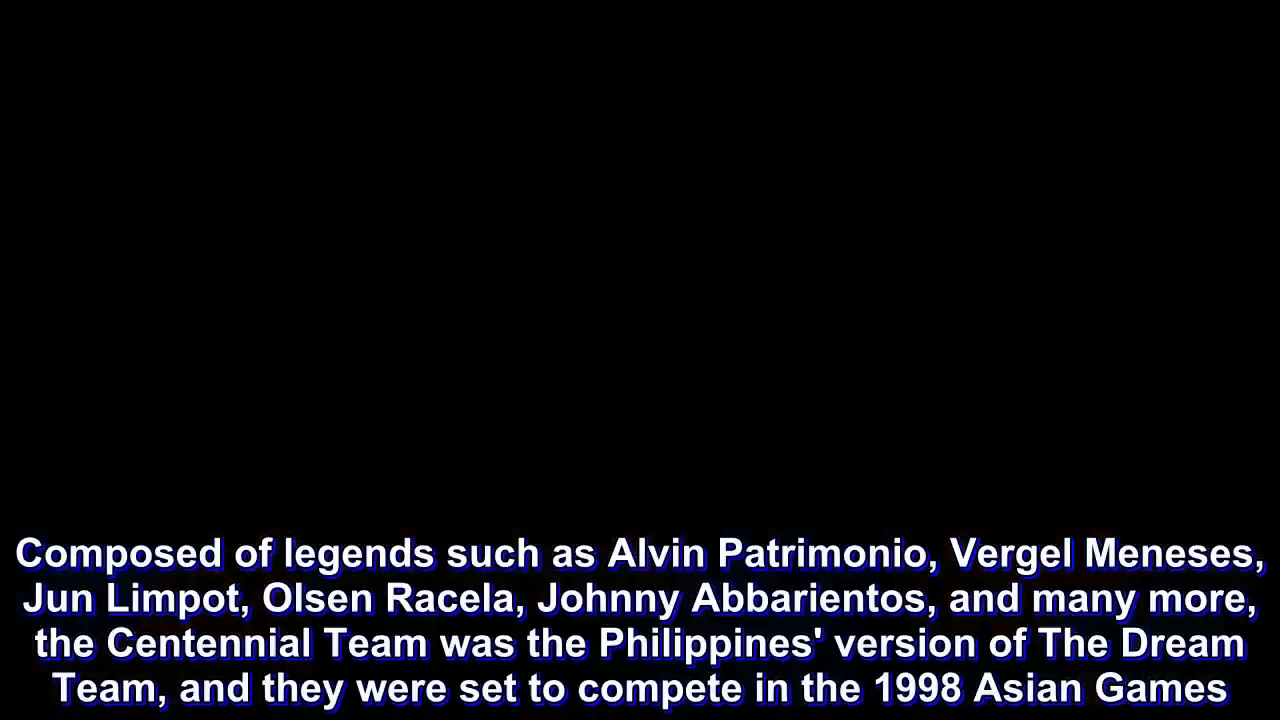 Composed of legends such as Alvin Patrimonio, Vergel Meneses,
Jun Limpot, Olsen Racela, Johnny Abbarientos, and many more,
the Centennial Team was the Philippines' version of The Dream
Team, and they were set to compete in the 1998 Asian Games